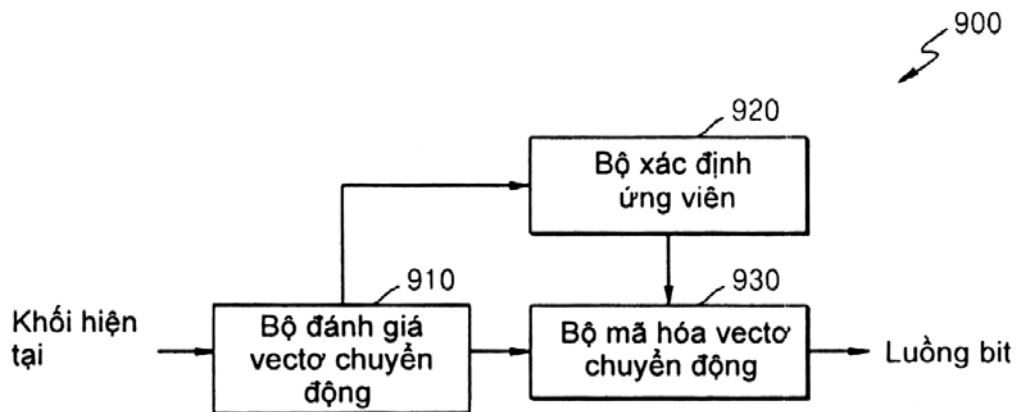 900
920
Bộ xác định
ứng viên
910
930
Khối hiện
tại
Bộ đánh giá
vectơ chuyển
động
Bộ mã hóa vectơ
chuyển động
Luồng bit